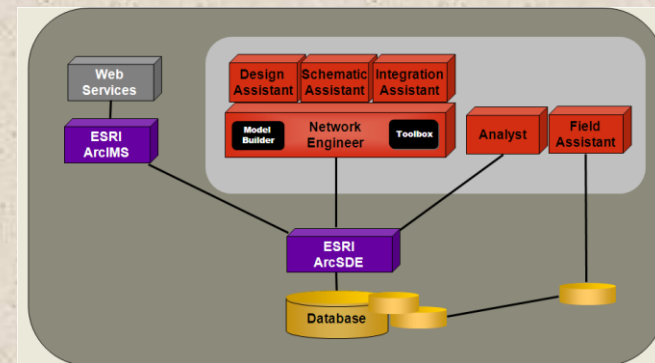 Web
Services
ESRI
ArcIMS
Design
Assistant
Schematic
Assistant
Integration
Assistant
Model
Builder
Network
Engineer
Toolbox
Analyst
Field
Assistant
ESRI
ArcSDE
Database